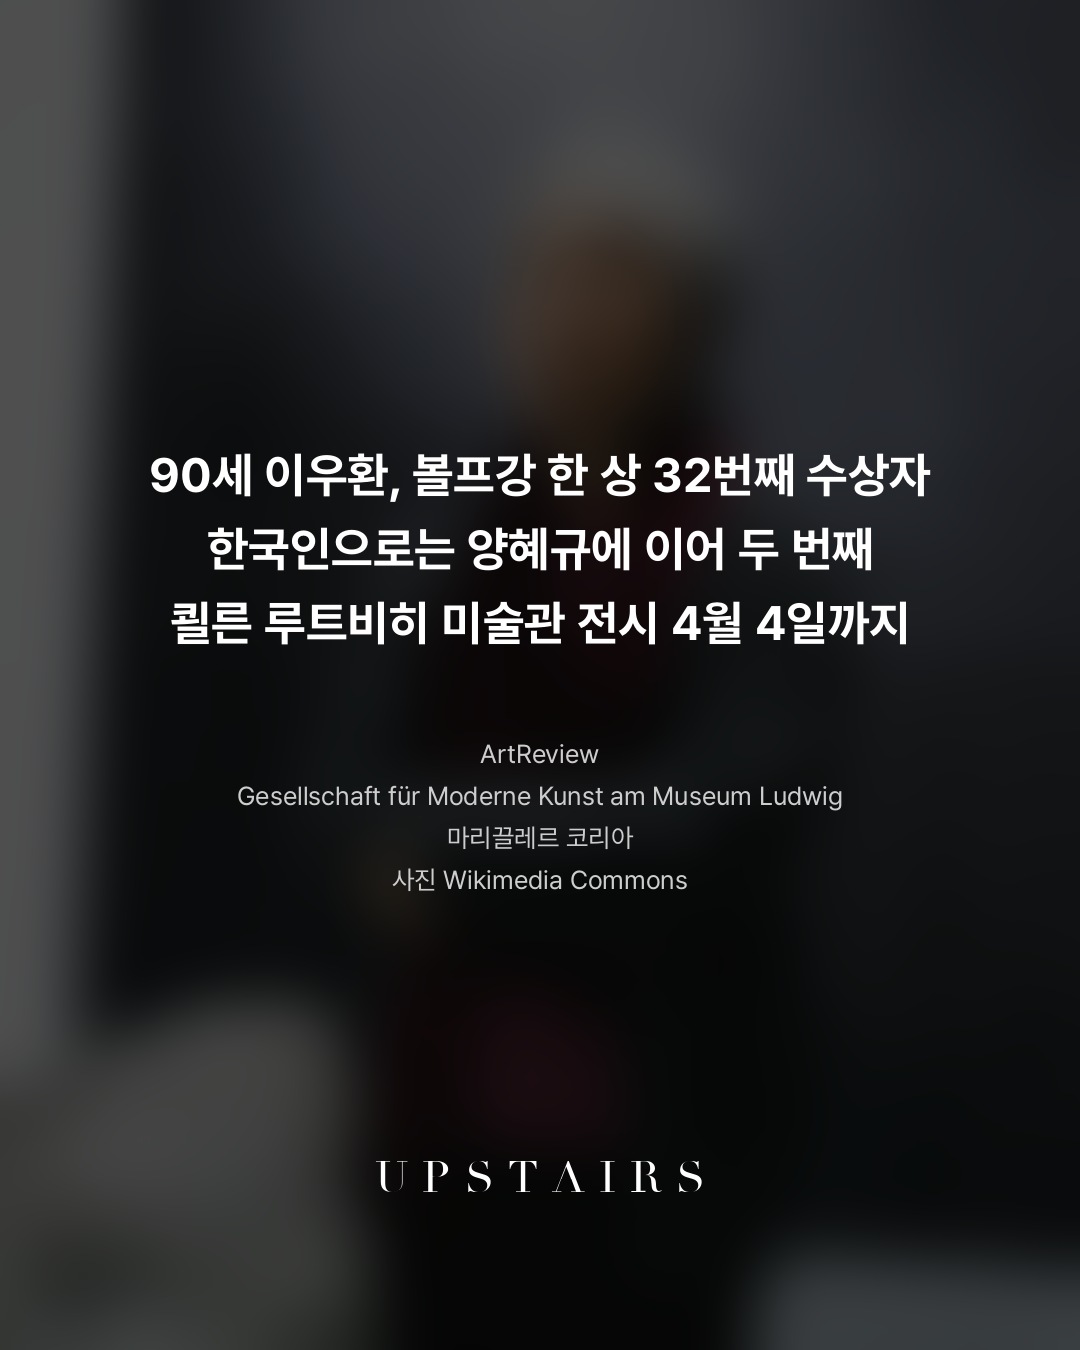 90세 이우환, 볼프강 한 상 32번째 수상자
한국인으로는 양혜규에 이어 두 번째
쾰른 루트비히 미술관 전시 4월 4일까지
ArtReview
Gesellschaft für Moderne Kunst am Museum Ludwig
마리끌레르 코리아
사진 Wikimedia Commons
UPSTAIRS